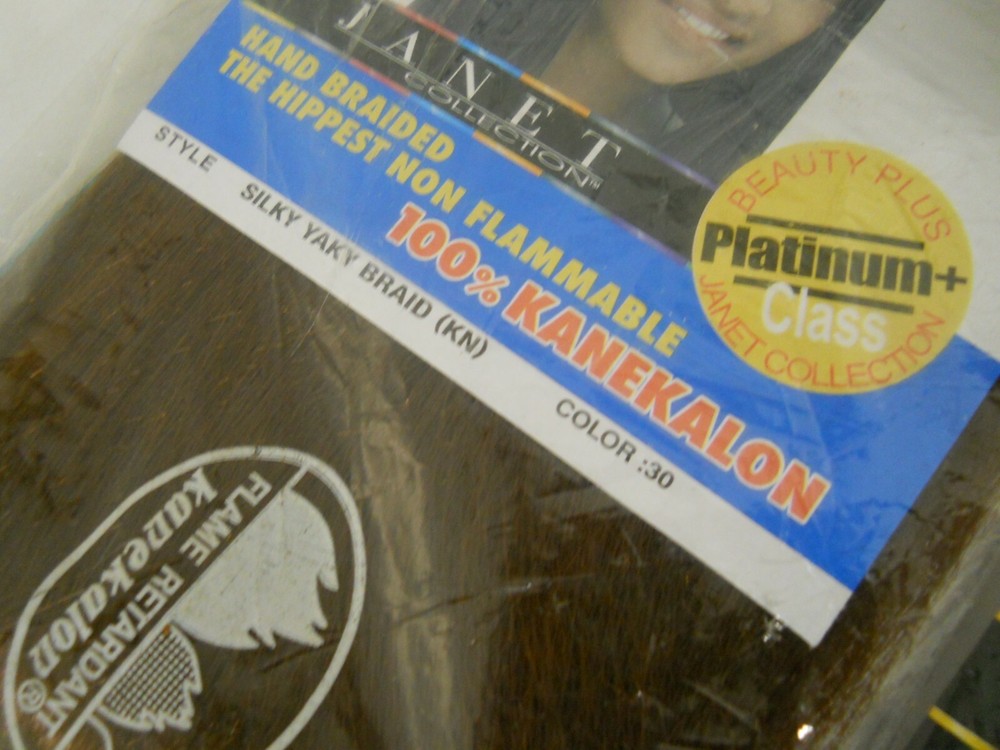 JANET
COLLECTION™
HAND BRAIDED
THE HIPPEST NON FLAMMABLE
100% KANEKALON
STYLE SILKY YAKY BRAID (KN) COLOR :30
BEAUTY PLUS
Platinum+
Class
JANET COLLECTION
FLAME RETARDANT
kanekalon®